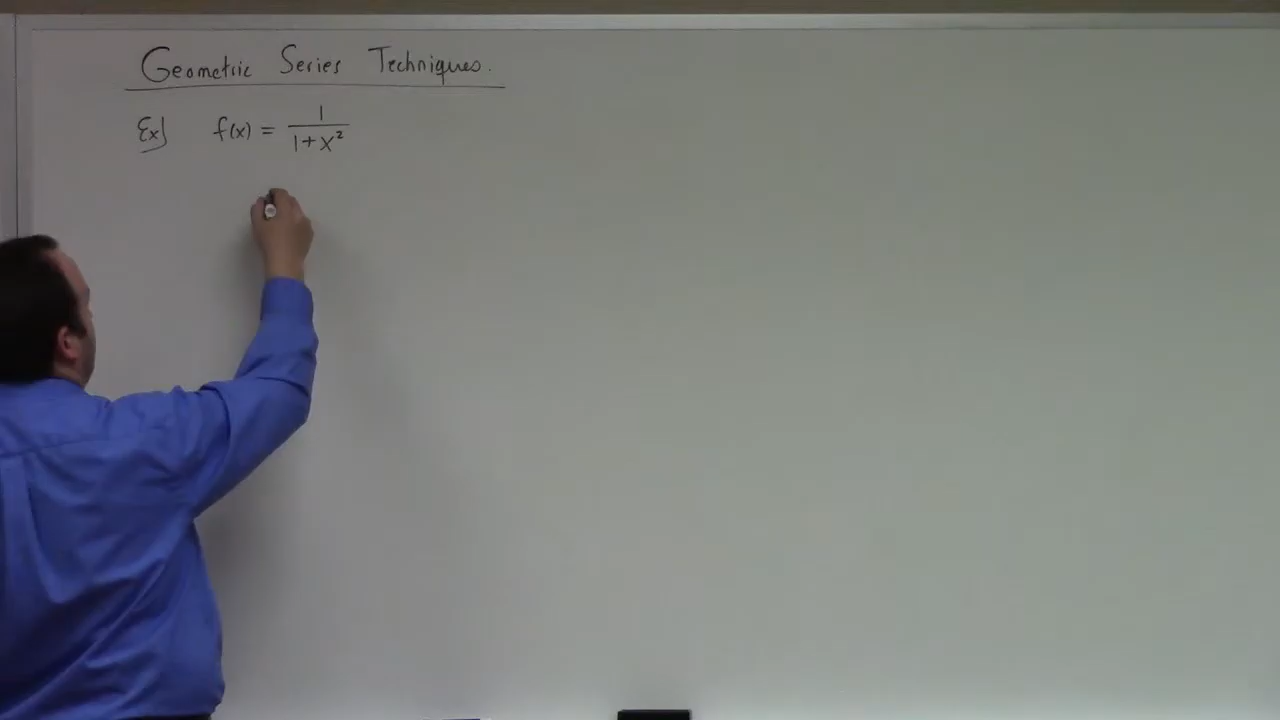 Geometric Series Techniques.
Ex] f(x) = 1/(1+x²)